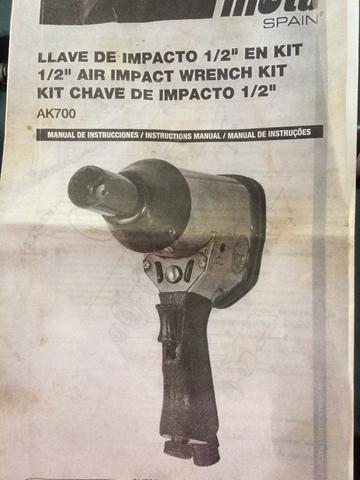 SPAIN
LLAVE DE IMPACTO 1/2" EN KIT
1/2" AIR IMPACT WRENCH KIT
KIT CHAVE DE IMPACTO 1/2"
AK700
MANUAL DE INSTRUCCIONES / INSTRUCTIONS MANUAL / MANUAL DE INSTRUÇÕES